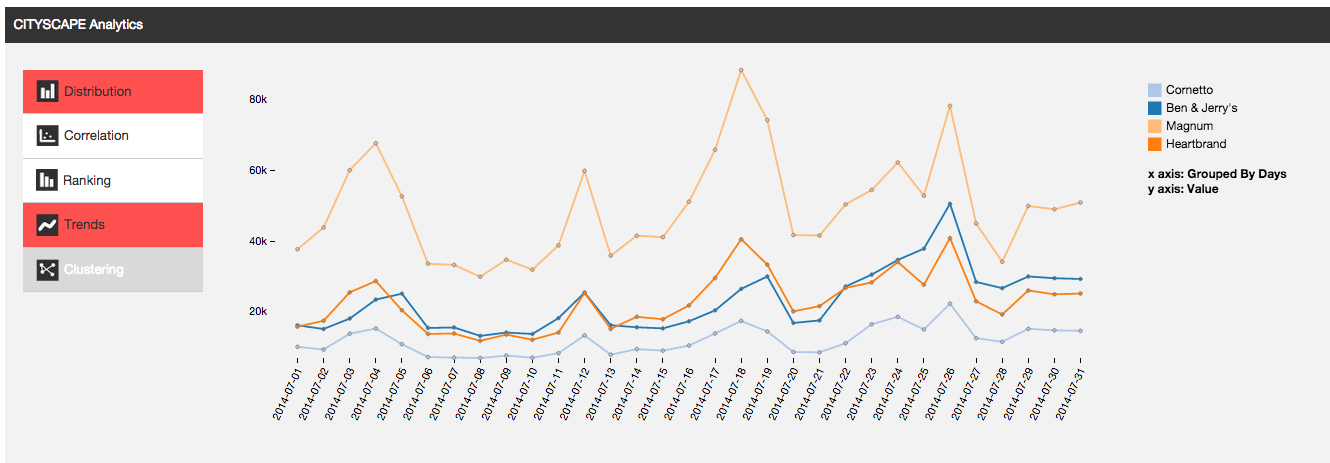 CITYSCAPE Analytics
Distribution
Correlation
Ranking
Trends
Clustering
80k
60k
40k
20k
2014-07-01
2014-07-02
2014-07-03
2014-07-04
2014-07-05
2014-07-06
2014-07-07
2014-07-08
2014-07-09
2014-07-10
2014-07-11
2014-07-12
2014-07-13
2014-07-14
2014-07-15
2014-07-16
2014-07-17
2014-07-18
2014-07-19
2014-07-20
2014-07-21
2014-07-22
2014-07-23
2014-07-24
2014-07-25
2014-07-26
2014-07-27
2014-07-28
2014-07-29
2014-07-30
2014-07-31
Cornetto
Ben & Jerry's
Magnum
Heartbrand
x axis: Grouped By Days
y axis: Value